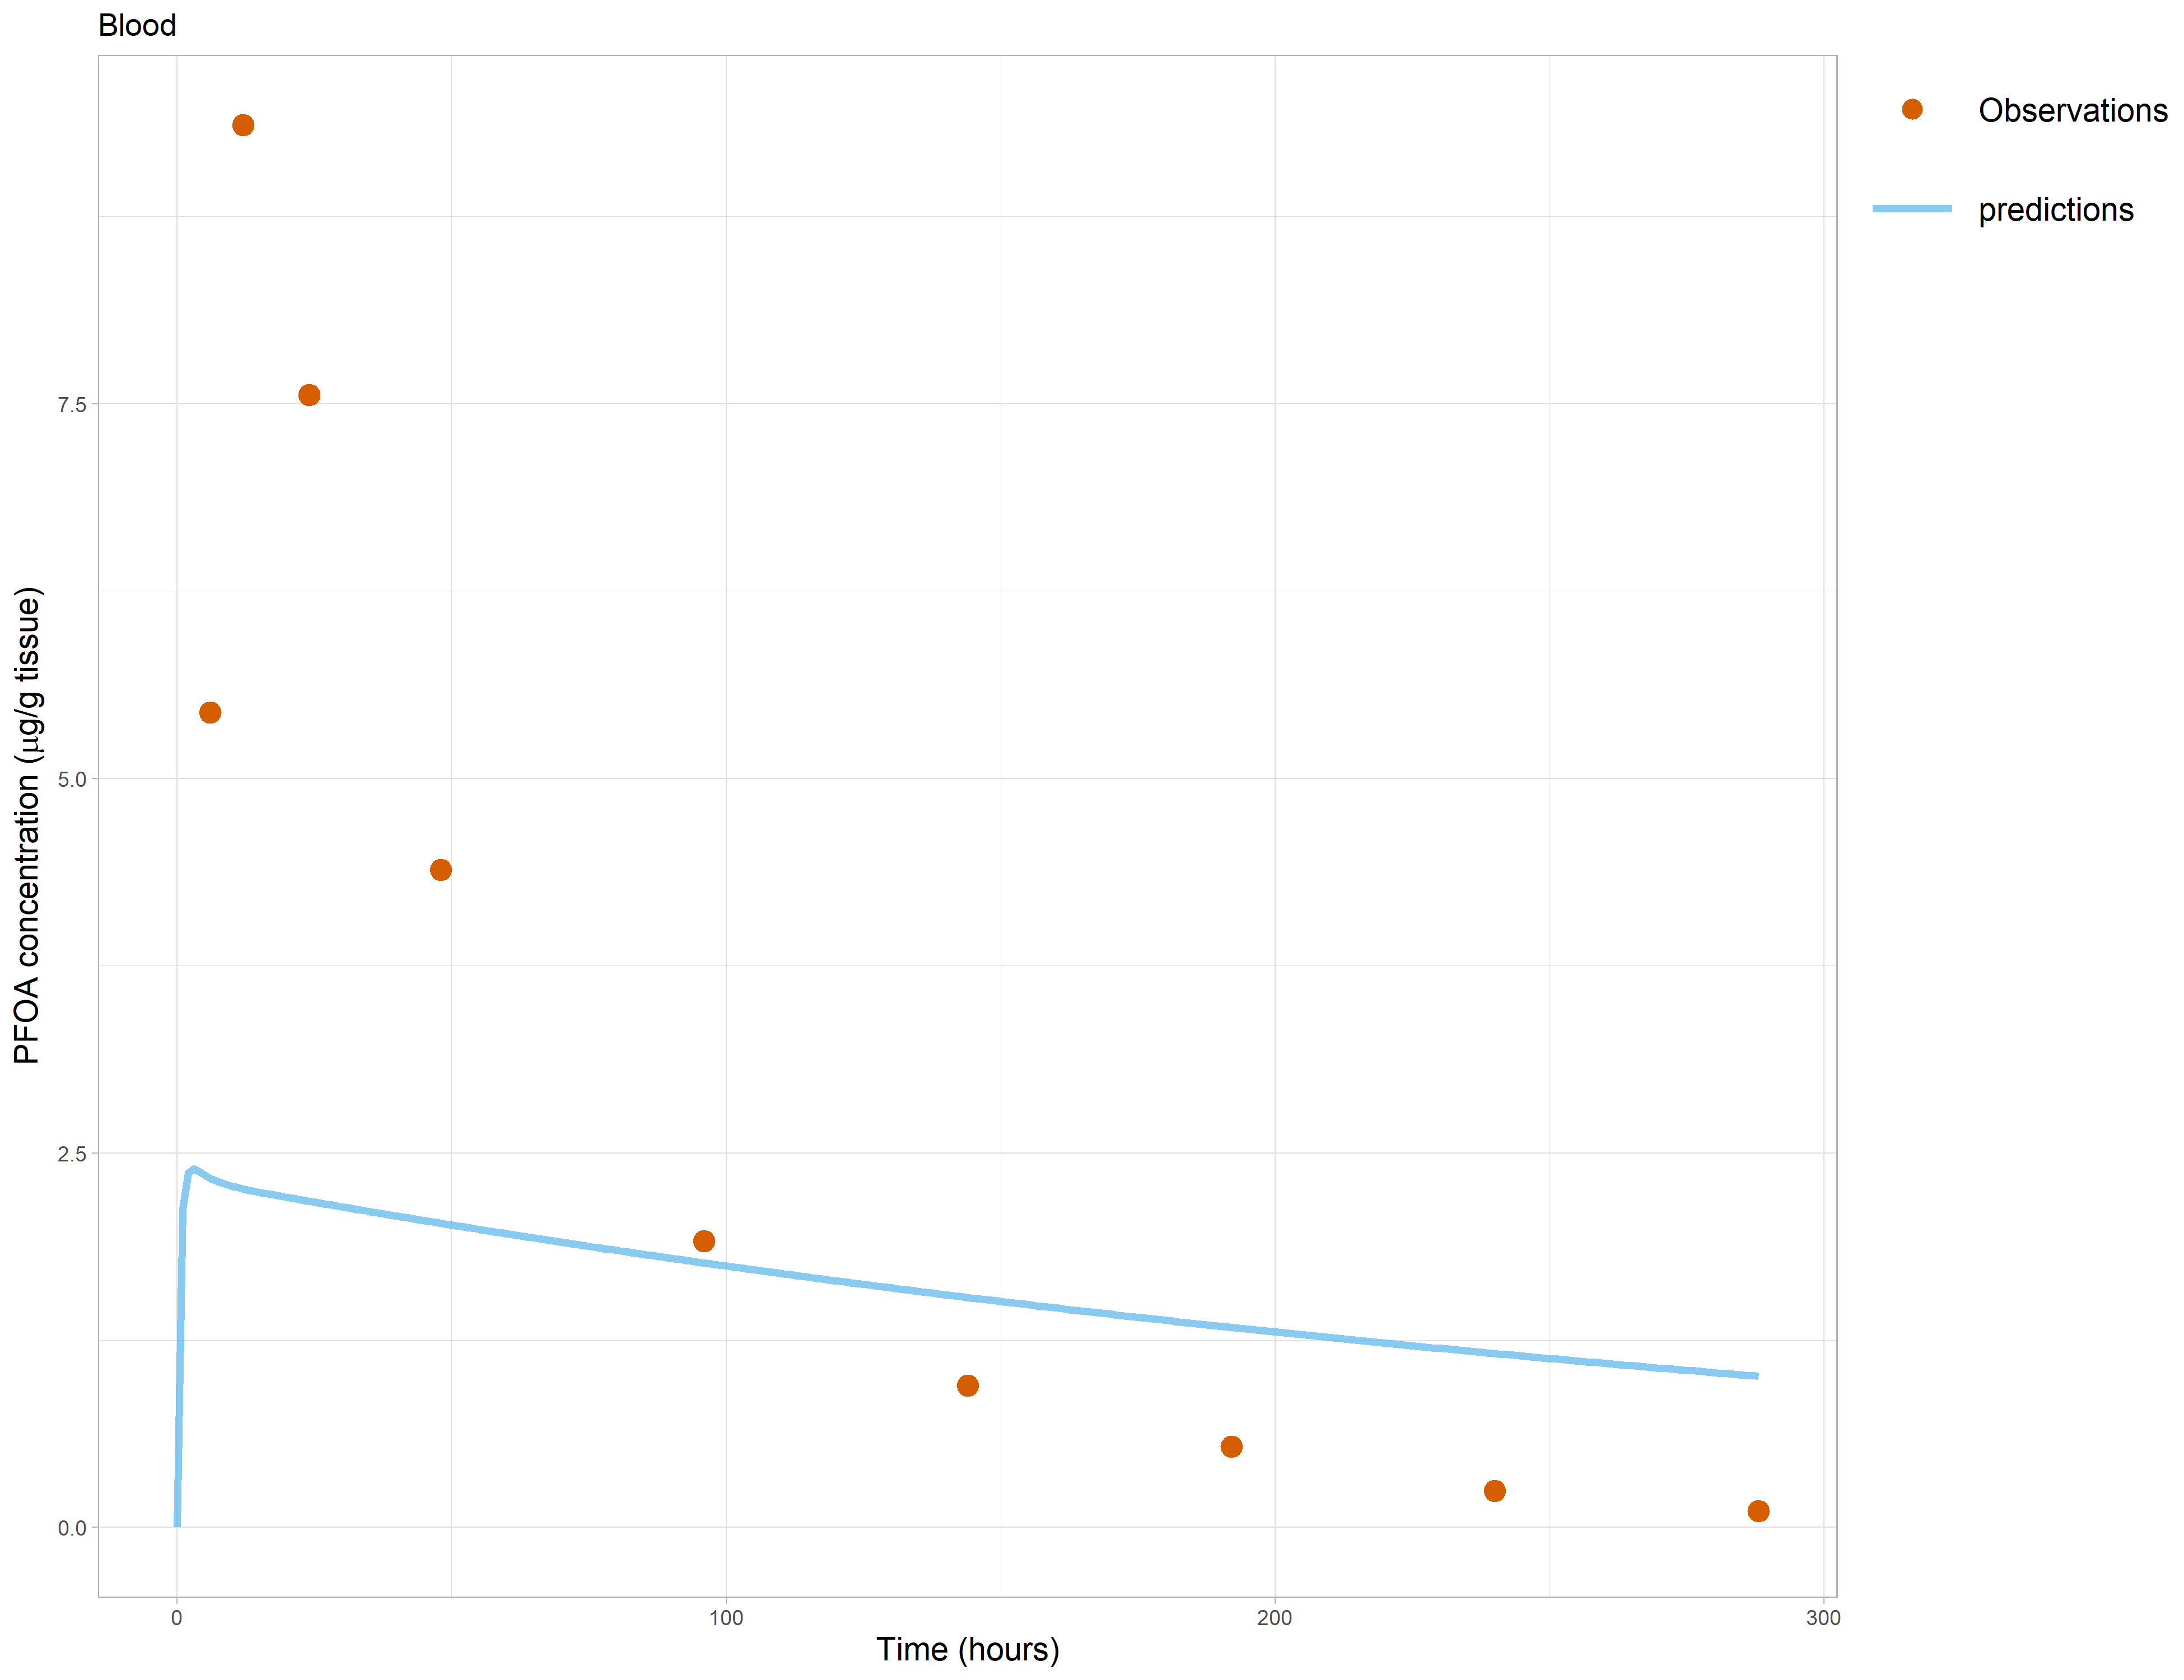 Blood
Observations
predictions
PFOA concentration (μg/g tissue)
7.5
5.0
2.5
0.0
0 100 200 300
Time (hours)